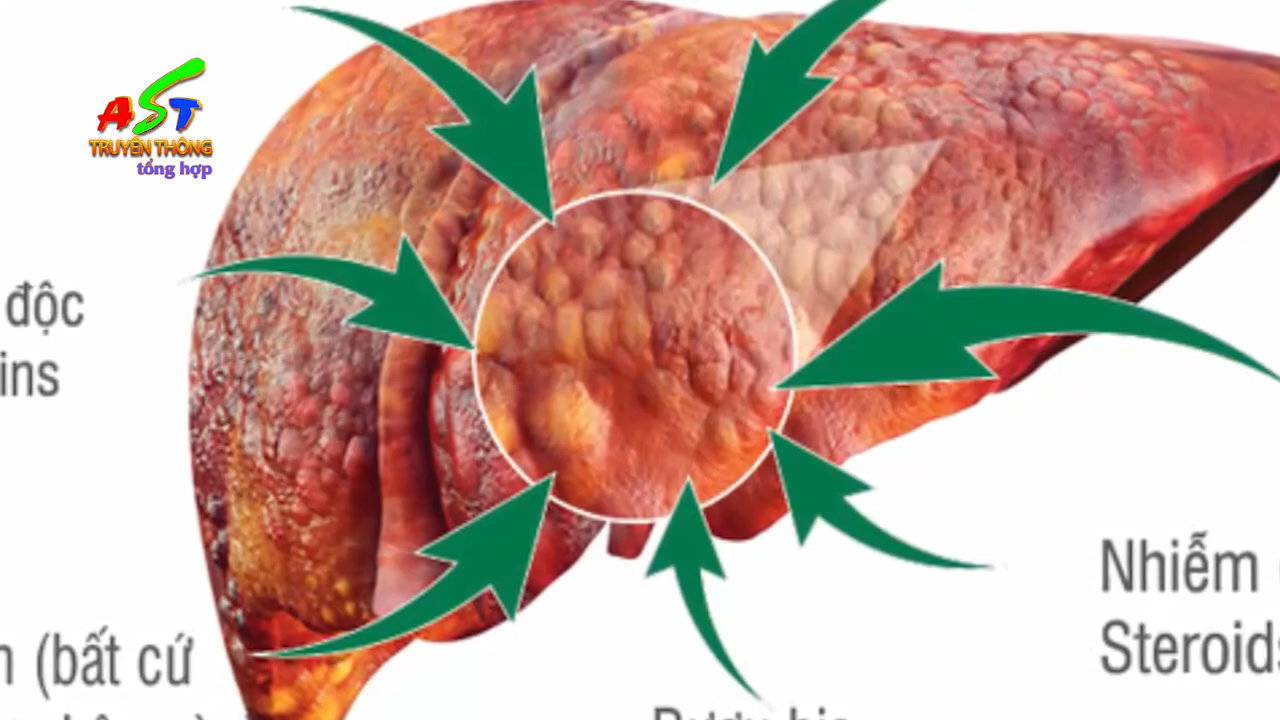 AST
TRUYỀN THÔNG
tổng hợp
độc
ins
(bất cứ
Nhiễm
Steroids